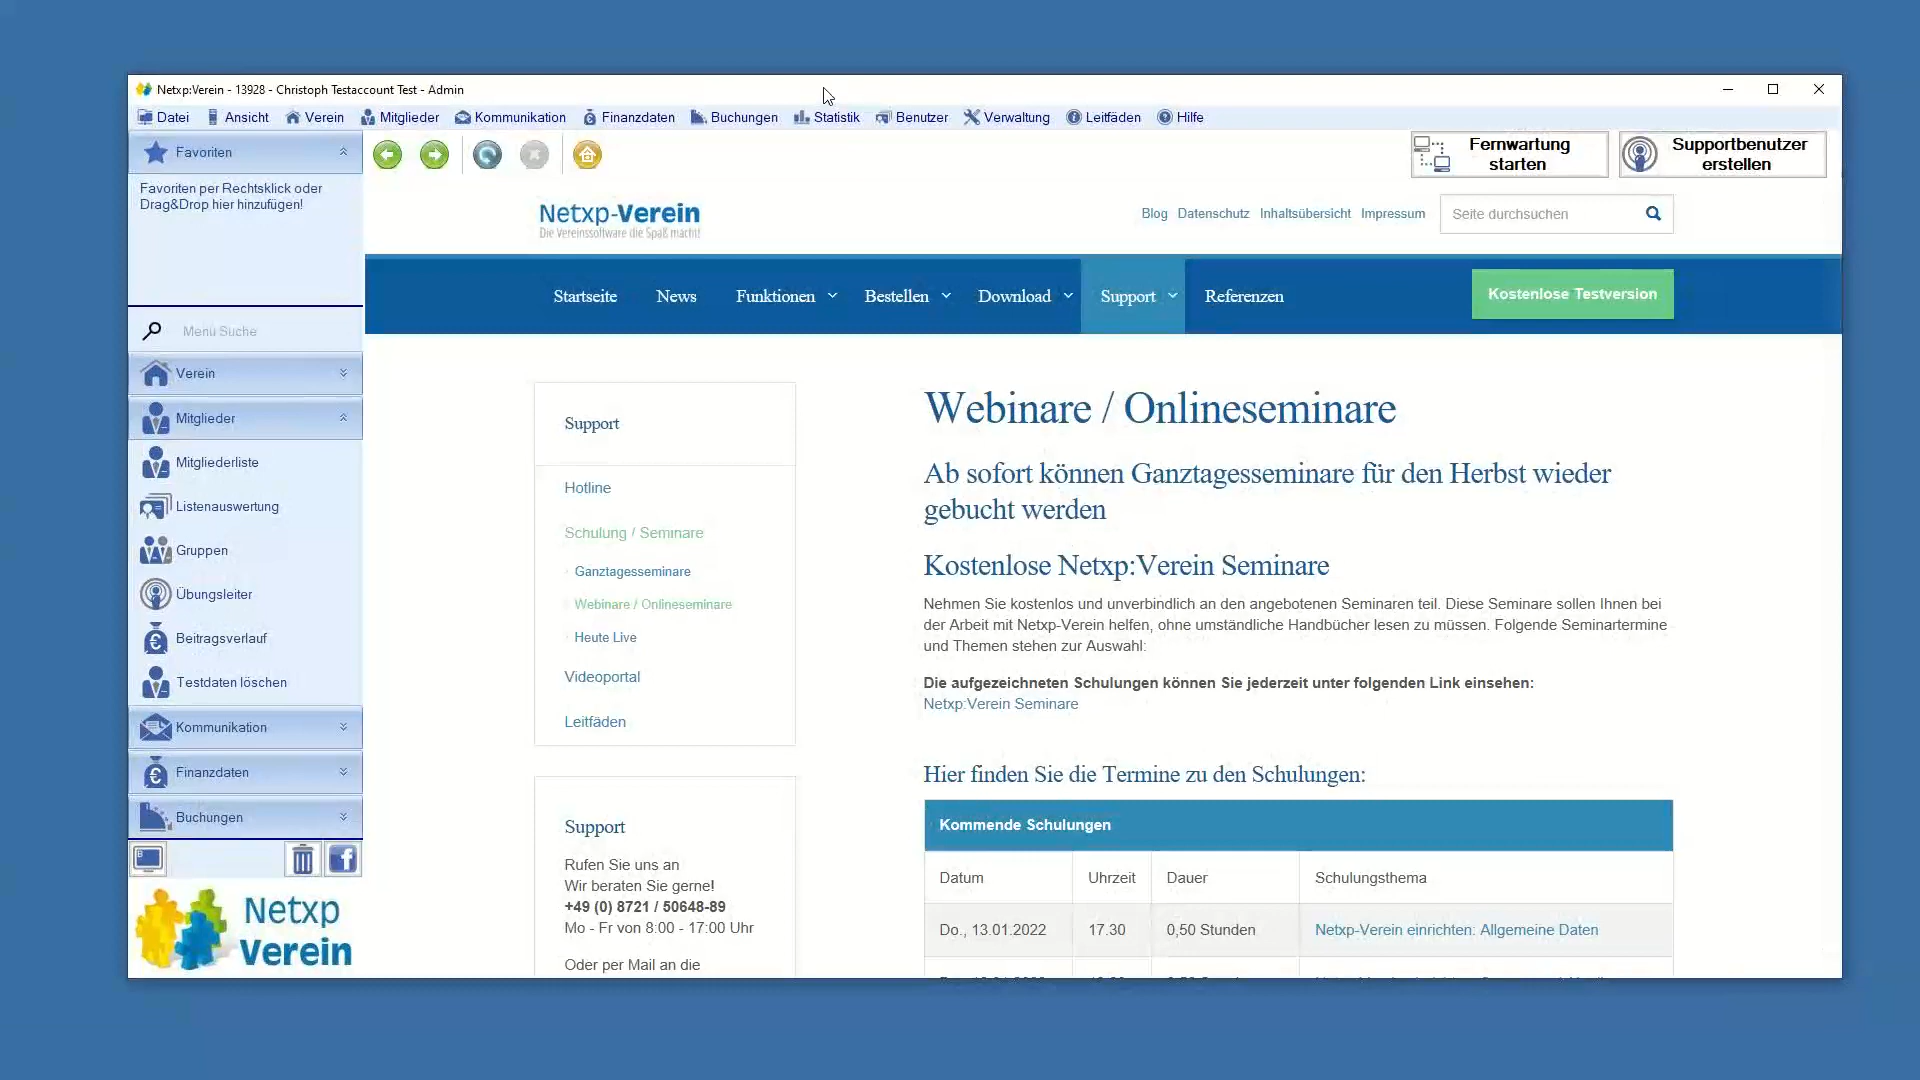 Netxp:Verein - 13928 - Christoph Testaccount Test - Admin
Datei Ansicht Verein Mitglieder Kommunikation Finanzdaten Buchungen Statistik Benutzer Verwaltung Leitfäden Hilfe
Favoriten
Favoriten per Rechtsklick oder
Drag&Drop hier hinzufügen!
Menü Suche
Verein
Mitglieder
Mitgliederliste
Listenauswertung
Gruppen
Übungsleiter
Beitragsverlauf
Testdaten löschen
Kommunikation
Finanzdaten
Buchungen
Netxp
Verein
Fernwartung
starten
Supportbenutzer
erstellen
Netxp-Verein
Die Vereinssoftware die Spaß macht!
Blog Datenschutz Inhaltsübersicht Impressum
Seite durchsuchen
Startseite News Funktionen Bestellen Download Support Referenzen
Kostenlose Testversion
Support
Hotline
Schulung / Seminare
Ganztagesseminare
Webinare / Onlineseminare
Heute Live
Videoportal
Leitfäden
Support
Rufen Sie uns an
Wir beraten Sie gerne!
+49 (0) 8721 / 50648-89
Mo - Fr von 8:00 - 17:00 Uhr
Oder per Mail an die
Webinare / Onlineseminare
Ab sofort können Ganztagesseminare für den Herbst wieder
gebucht werden
Kostenlose Netxp:Verein Seminare
Nehmen Sie kostenlos und unverbindlich an den angebotenen Seminaren teil. Diese Seminare sollen Ihnen bei
der Arbeit mit Netxp-Verein helfen, ohne umständliche Handbücher lesen zu müssen. Folgende Seminartermine
und Themen stehen zur Auswahl:
Die aufgezeichneten Schulungen können Sie jederzeit unter folgenden Link einsehen:
Netxp:Verein Seminare
Hier finden Sie die Termine zu den Schulungen:
Kommende Schulungen
Datum Uhrzeit Dauer Schulungsthema
Do., 13.01.2022 17.30 0,50 Stunden Netxp-Verein einrichten: Allgemeine Daten